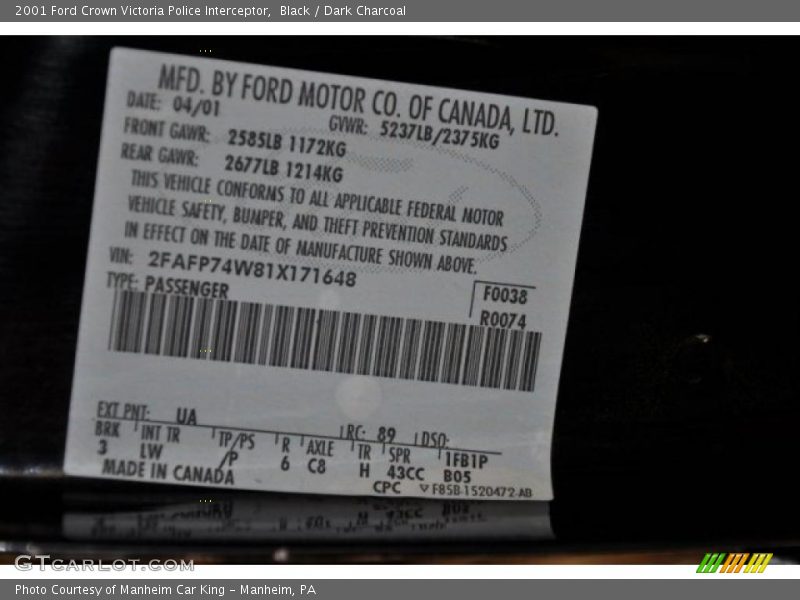 2001 Ford Crown Victoria Police Interceptor, Black / Dark Charcoal
MFD. BY FORD MOTOR CO. OF CANADA, LTD.
DATE: 04/01 GVWR: 5237LB/2375KG
FRONT GAWR: 2585LB 1172KG
REAR GAWR: 2677LB 1214KG
THIS VEHICLE CONFORMS TO ALL APPLICABLE FEDERAL MOTOR
VEHICLE SAFETY, BUMPER, AND THEFT PREVENTION STANDARDS
IN EFFECT ON THE DATE OF MANUFACTURE SHOWN ABOVE.
VIN: 2FAFP74W81X171648
TYPE: PASSENGER
F0038
R0074
EXT PNT: UA RC: 89 DSO:
BRK INT TR TP/PS R AXLE TR SPR 1FB1P
3 LW /P 6 C8 H 43CC B05
MADE IN CANADA CPC F85B-1520472-AB
GTCARLOT.COM
Photo Courtesy of Manheim Car King - Manheim, PA